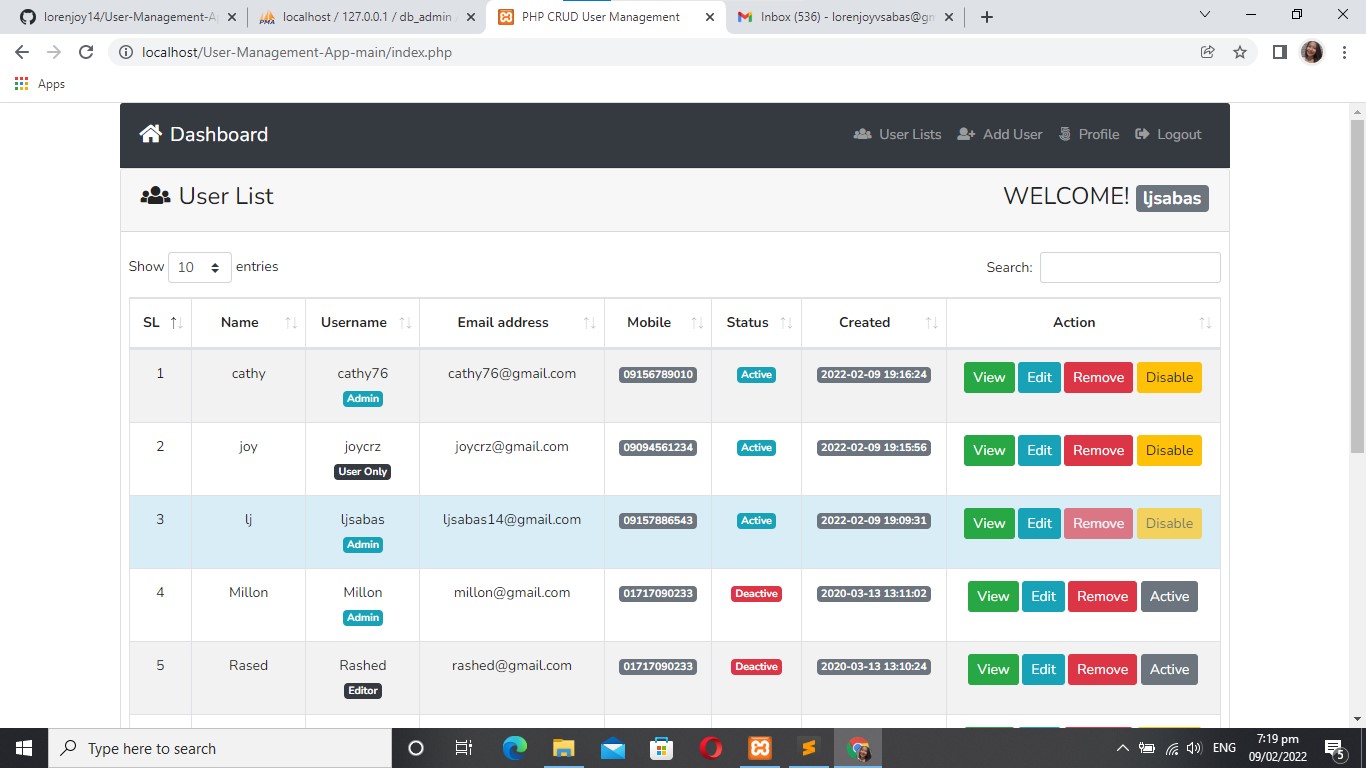 lorenjoy14/User-Management-A
localhost / 127.0.0.1 / db_admin
PHP CRUD User Management
Inbox (536) - lorenjoyvsabas@gm
localhost/User-Management-App-main/index.php
Apps
Dashboard
User Lists Add User Profile Logout
User List
WELCOME! ljsabas
Show 10 entries
Search:
SL Name Username Email address Mobile Status Created Action
1 cathy cathy76 cathy76@gmail.com 09156789010 Active 2022-02-09 19:16:24 View Edit Remove Disable
Admin
2 joy joycrz joycrz@gmail.com 09094561234 Active 2022-02-09 19:15:56 View Edit Remove Disable
User Only
3 lj ljsabas ljsabas14@gmail.com 09157886543 Active 2022-02-09 19:09:31 View Edit Remove Disable
Admin
4 Millon Millon millon@gmail.com 01717090233 Deactive 2020-03-13 13:11:02 View Edit Remove Active
Admin
5 Rased Rashed rashed@gmail.com 01717090233 Deactive 2020-03-13 13:10:24 View Edit Remove Active
Editor
Type here to search
ENG
7:19 pm
09/02/2022
5